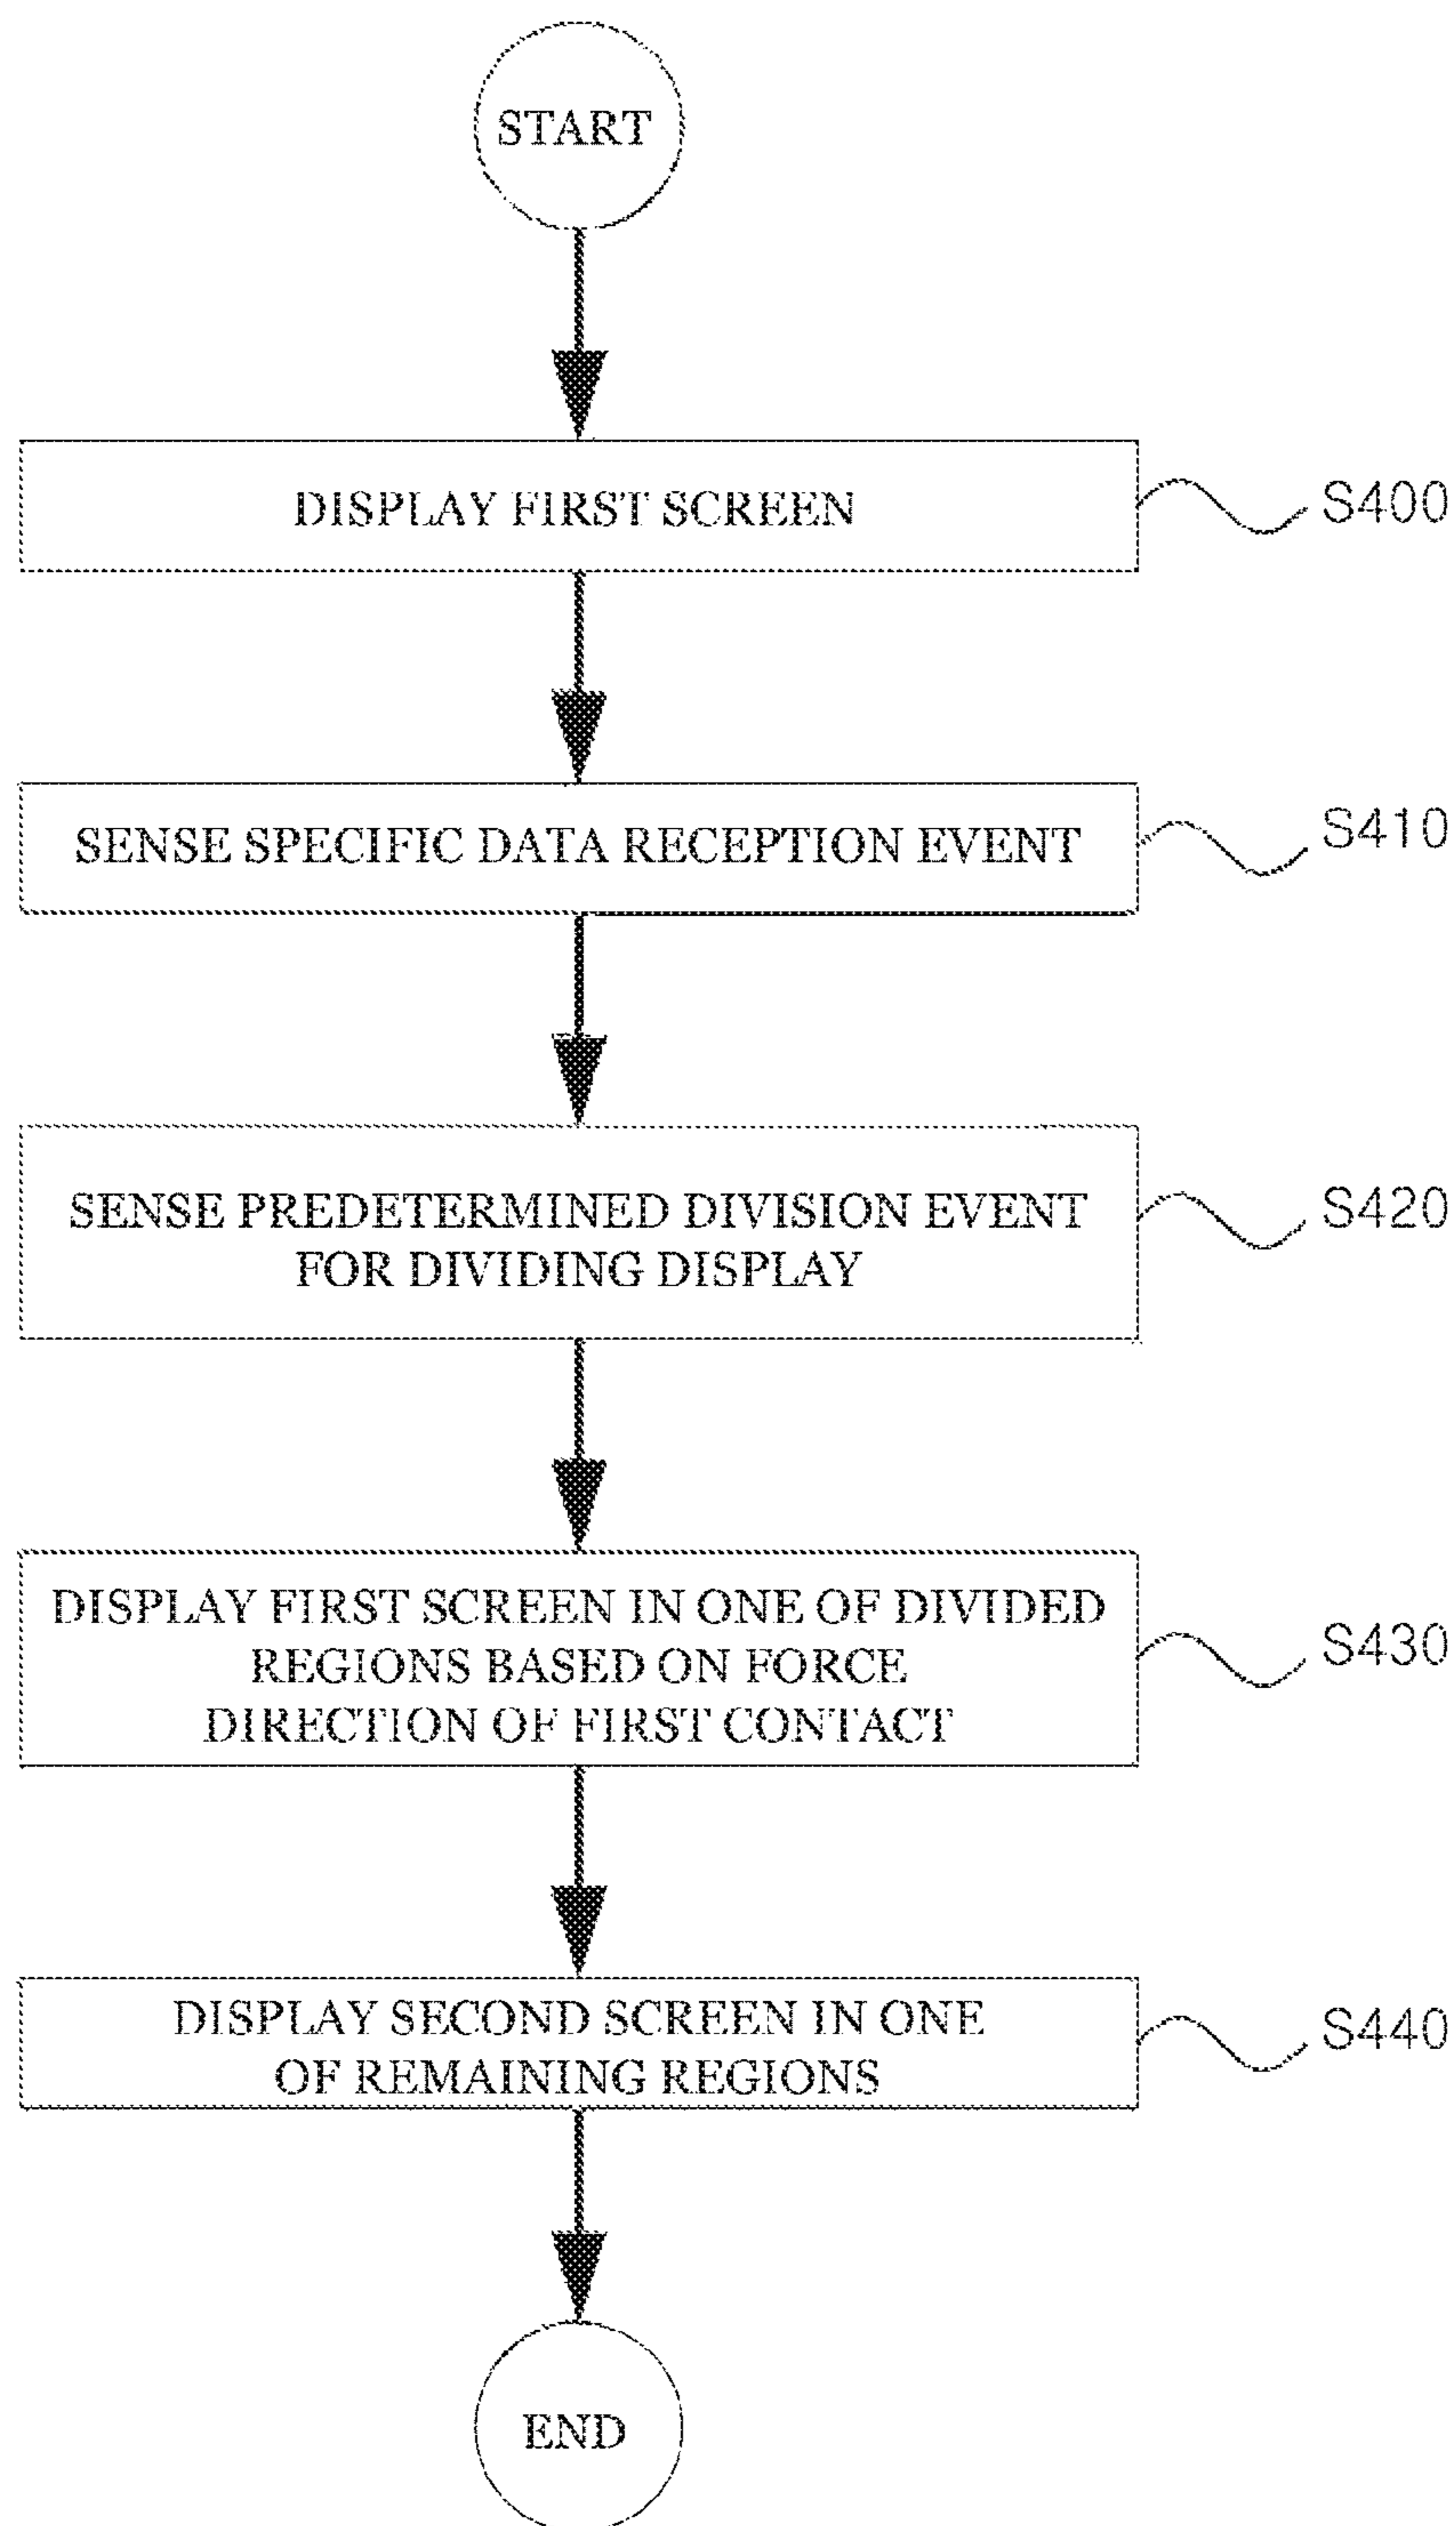 START
DISPLAY FIRST SCREEN
S400
SENSE SPECIFIC DATA RECEPTION EVENT
S410
SENSE PREDETERMINED DIVISION EVENT
FOR DIVIDING DISPLAY
S420
DISPLAY FIRST SCREEN IN ONE OF DIVIDED
REGIONS BASED ON FORCE
DIRECTION OF FIRST CONTACT
S430
DISPLAY SECOND SCREEN IN ONE
OF REMAINING REGIONS
S440
END